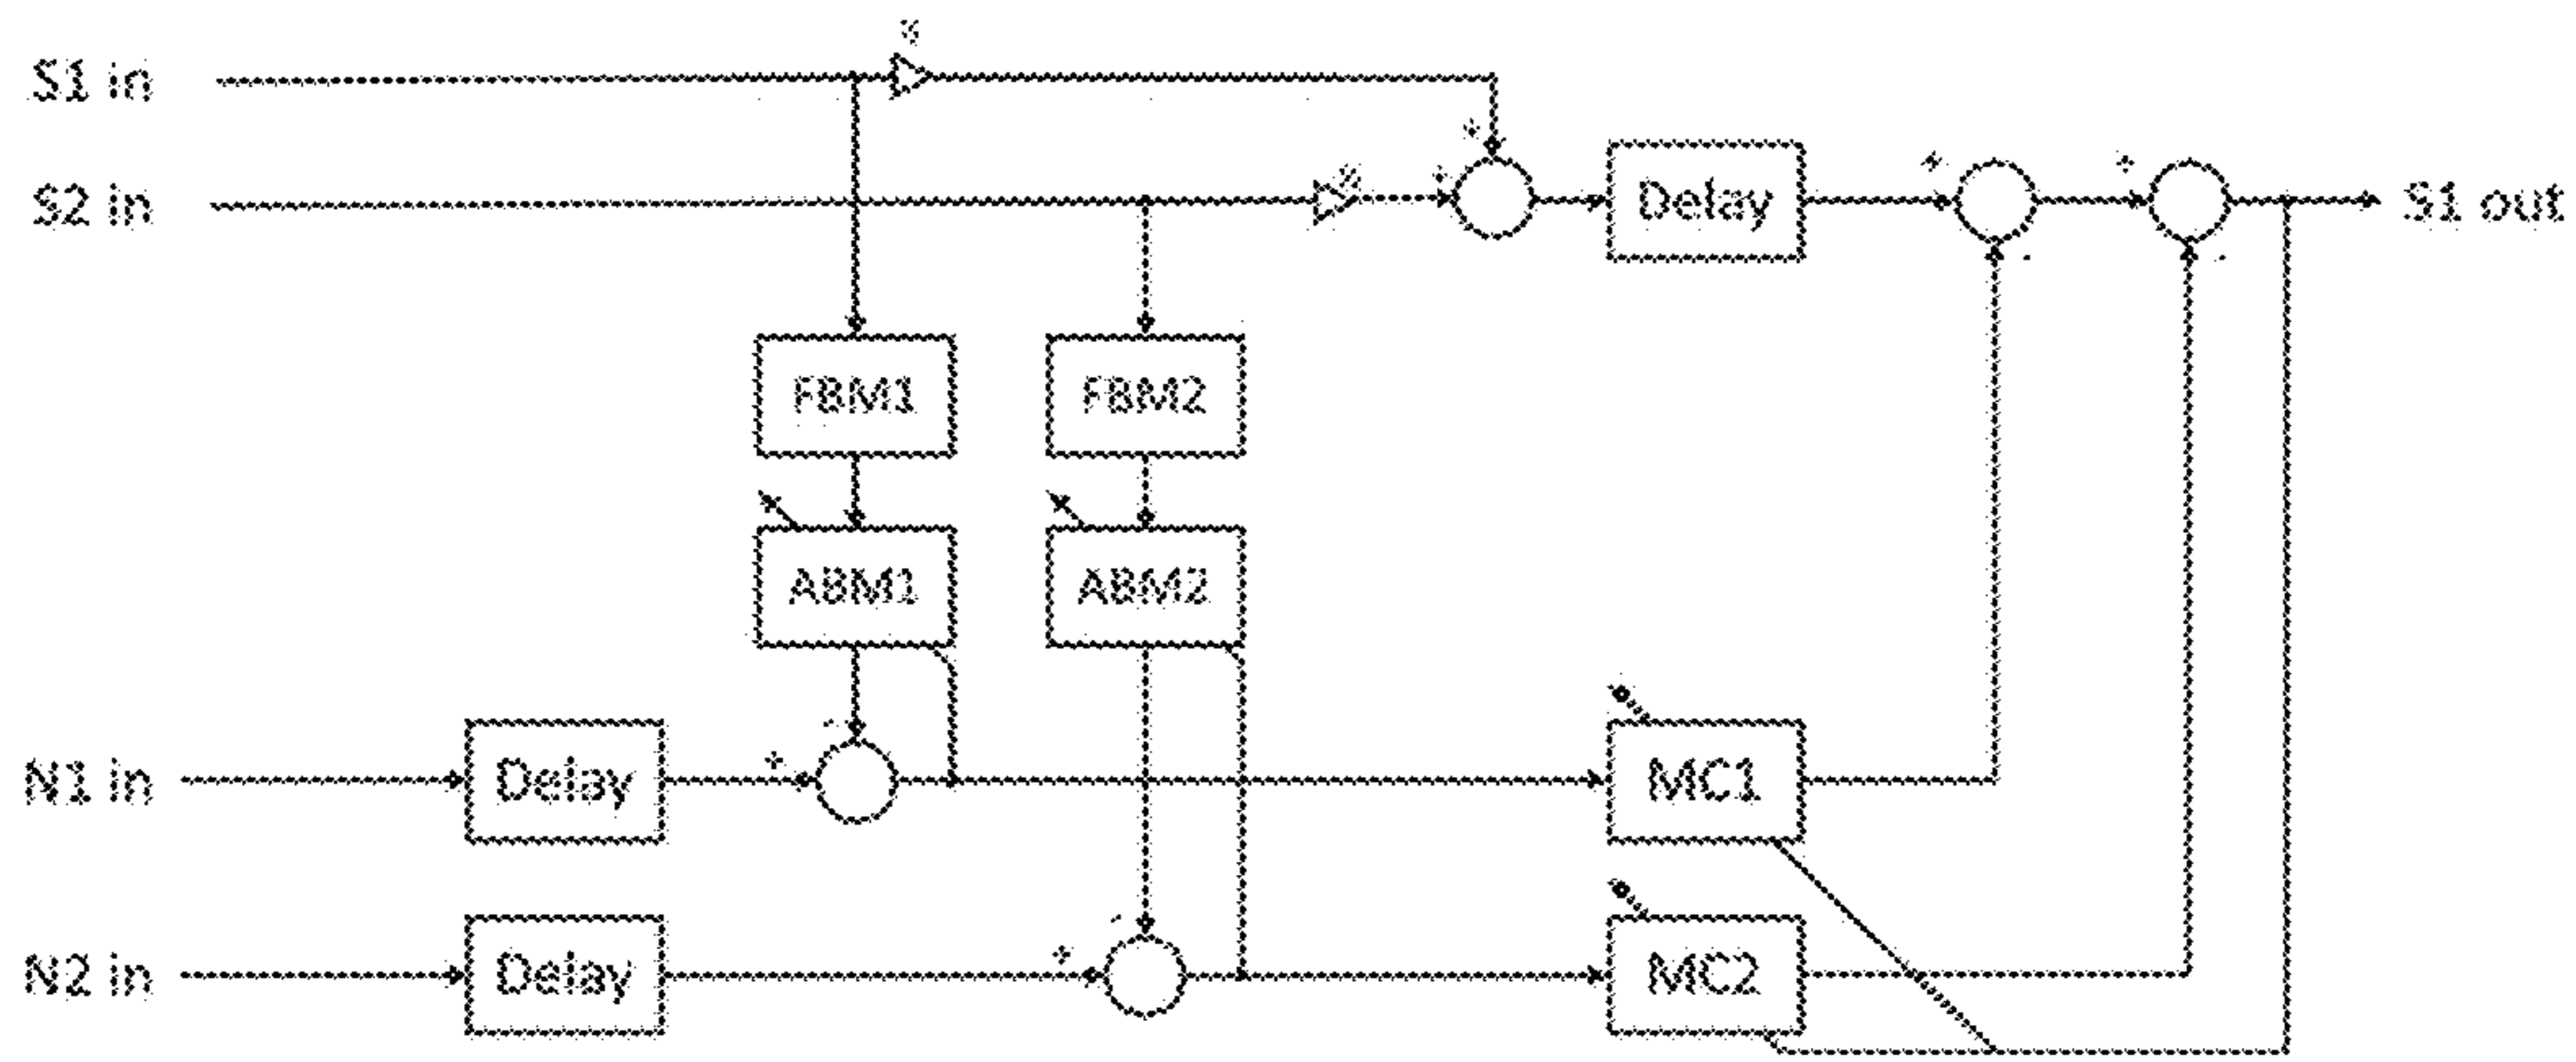 S1 in
S2 in
Delay
S1 out
FBM1
FBM2
ABM1
ABM2
N1 in
Delay
MC1
N2 in
Delay
MC2